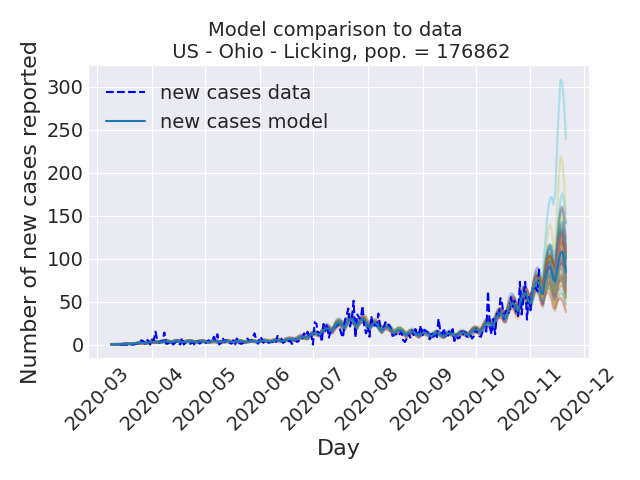 Model comparison to data
US - Ohio - Licking, pop. = 176862
Number of new cases reported
300
250
200
150
100
50
0
new cases data
new cases model
2020-03
2020-04
2020-05
2020-06
2020-07
2020-08
2020-09
2020-10
2020-11
2020-12
Day